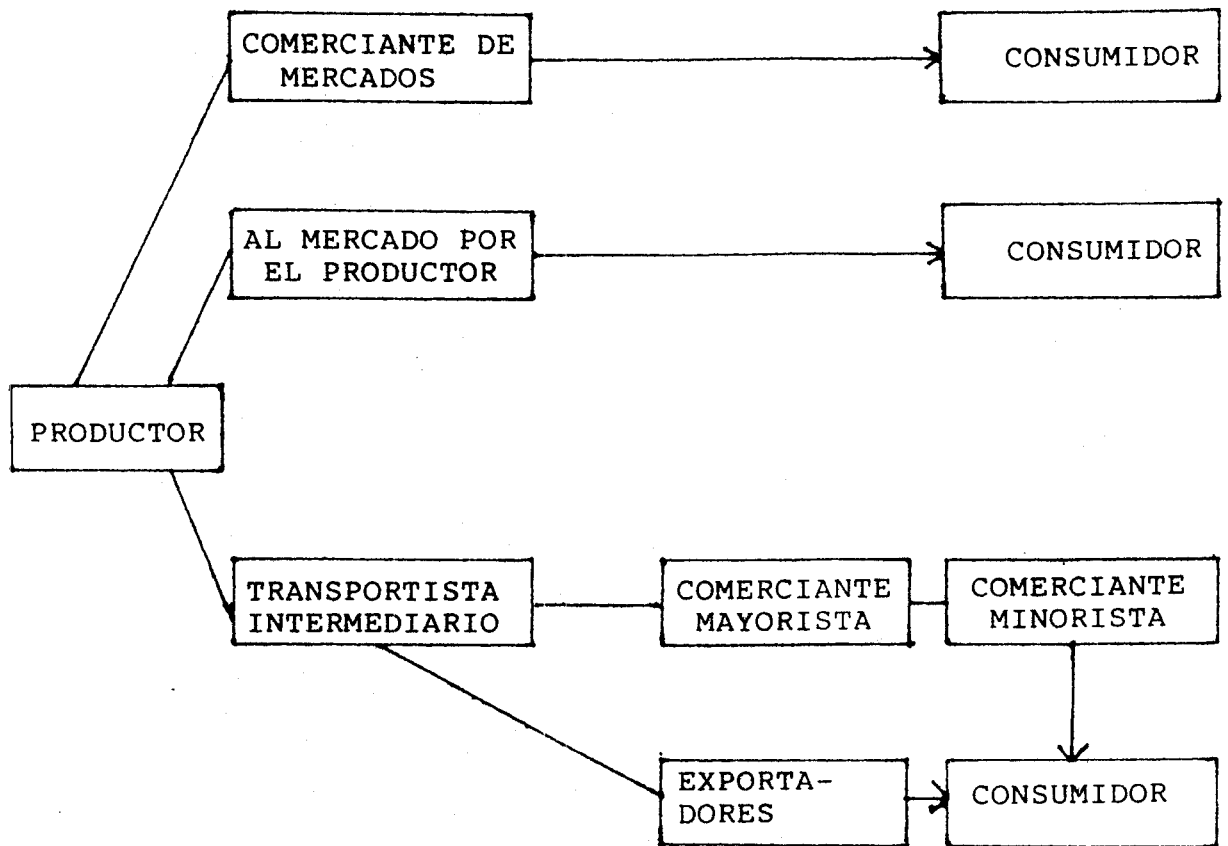 COMERCIANTE DE
MERCADOS
CONSUMIDOR
AL MERCADO POR
EL PRODUCTOR
CONSUMIDOR
PRODUCTOR
TRANSPORTISTA
INTERMEDIARIO
COMERCIANTE
MAYORISTA
COMERCIANTE
MINORISTA
EXPORTA-
DORES
CONSUMIDOR